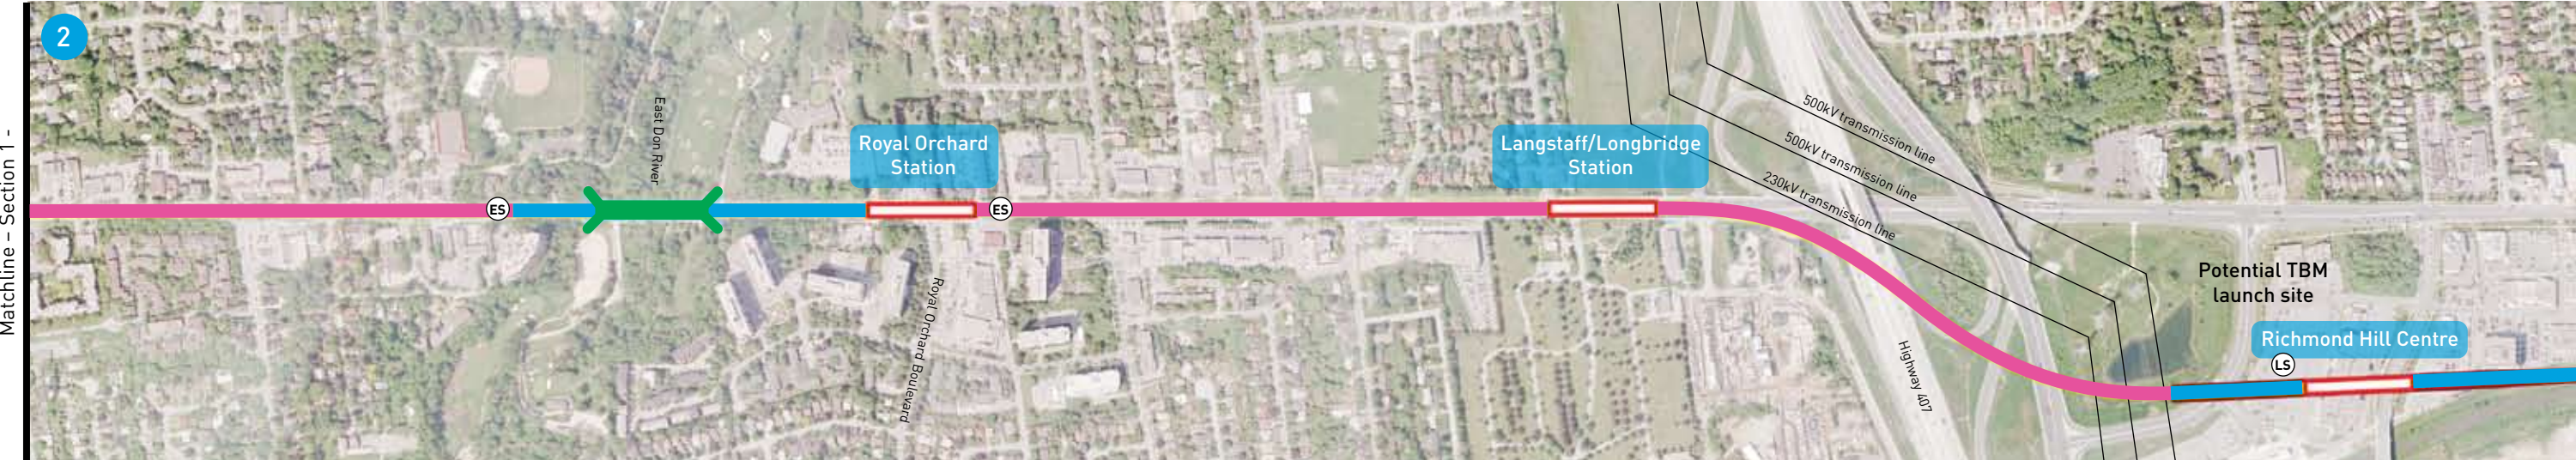 2
Matchline – Section 1 -
East Don River
Royal Orchard
Station
ES
ES
Royal Orchard Boulevard
Langstaff/Longbridge
Station
500kV transmission line
500kV transmission line
230kV transmission line
Highway 407
Potential TBM
launch site
Richmond Hill Centre
LS